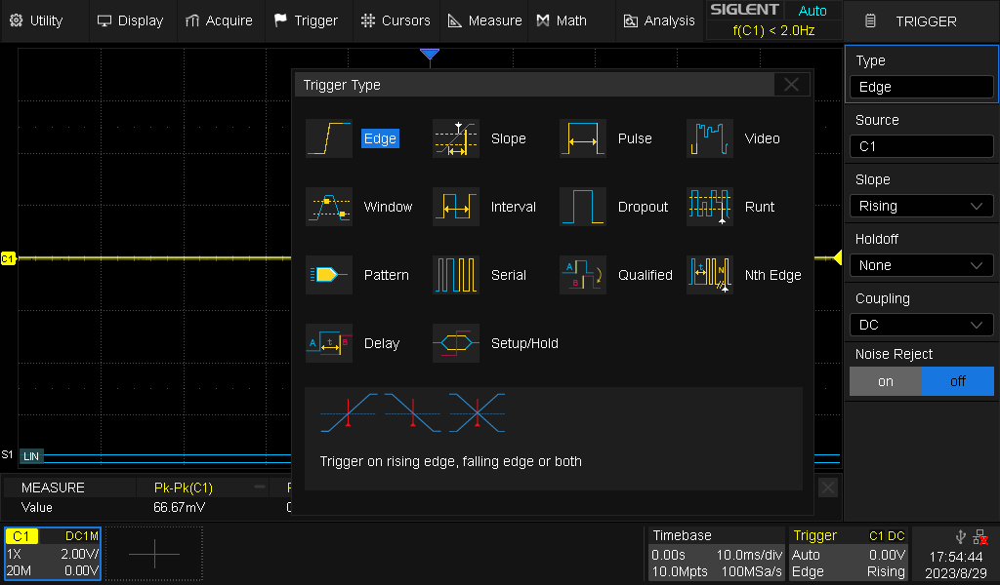 Utility Display Acquire Trigger Cursors Measure Math Analysis
SIGLENT Auto
f(C1) < 2.0Hz
TRIGGER
Type
Edge
Source
C1
Slope
Rising
Holdoff
None
Coupling
DC
Noise Reject
on off
Trigger Type
Edge Slope Pulse Video
Window Interval Dropout Runt
Pattern Serial Qualified Nth Edge
Delay Setup/Hold
A B
t N
A t B
Trigger on rising edge, falling edge or both
C1
S1 LIN
MEASURE Pk-Pk(C1)
Value 66.67mV
C1 DC1M
1X 2.00V/
20M 0.00V
Timebase
0.00s 10.0ms/div
10.0Mpts 100MSa/s
Trigger C1 DC
Auto 0.00V
Edge Rising
17:54:44
2023/8/29